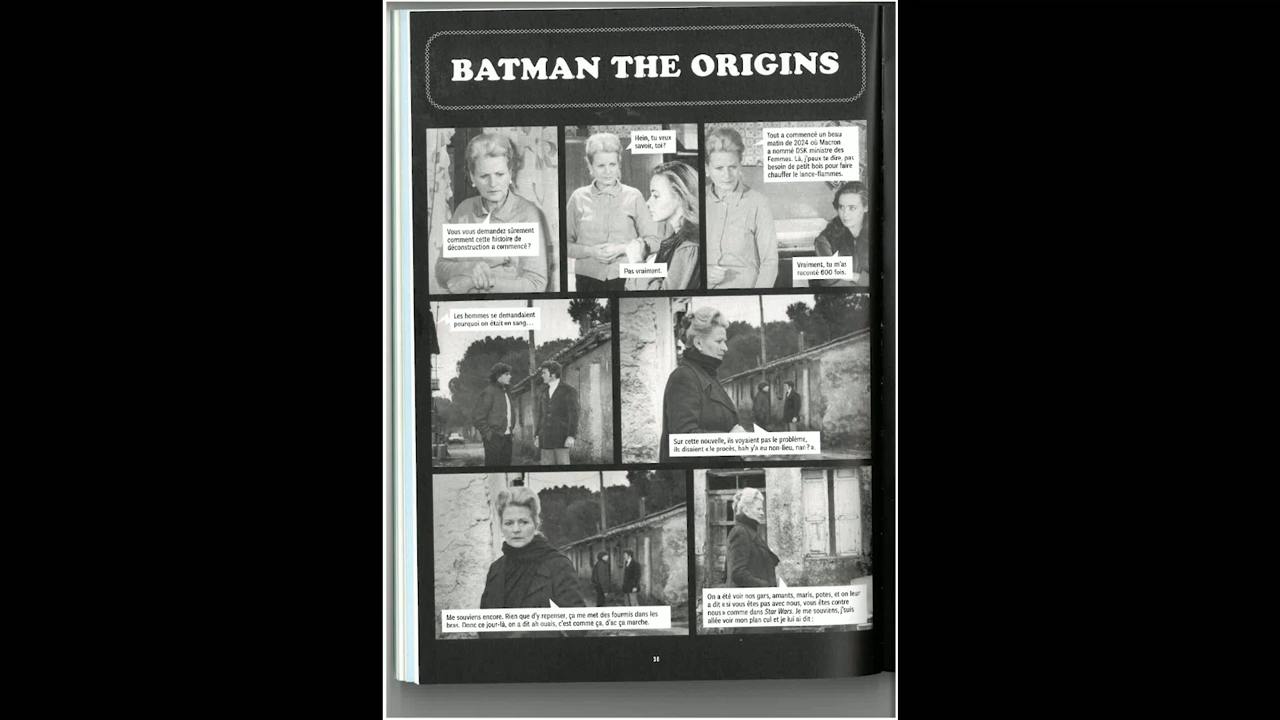 BATMAN THE ORIGINS
Vous vous demandez sûrement
comment cette histoire de
déconstruction a commencé ?
Hein, tu veux
savoir, toi ?
Pas vraiment.
Tout a commencé un beau
matin de 2024 où Macron
a nommé DSK ministre des
Femmes. Là, j'peux te dire, pas
besoin de petit bois pour faire
chauffer le lance-flammes.
Vraiment, tu m'as
raconté 600 fois.
Les hommes se demandaient
pourquoi on était en sang...
Sur cette nouvelle, ils voyaient pas le problème,
ils disaient « le procès, bah y'a eu non-lieu, nan ? ».
Me souviens encore. Rien que d'y repenser, ça me met des fourmis dans les
bras. Donc ce jour-là, on a dit ah ouais, c'est comme ça, d'ac ça marche.
On a été voir nos gars, amants, maris, potes, et on leur
a dit « si vous êtes pas avec nous, vous êtes contre
nous » comme dans Star Wars. Je me souviens, j'suis
allée voir mon plan cul et je lui ai dit :